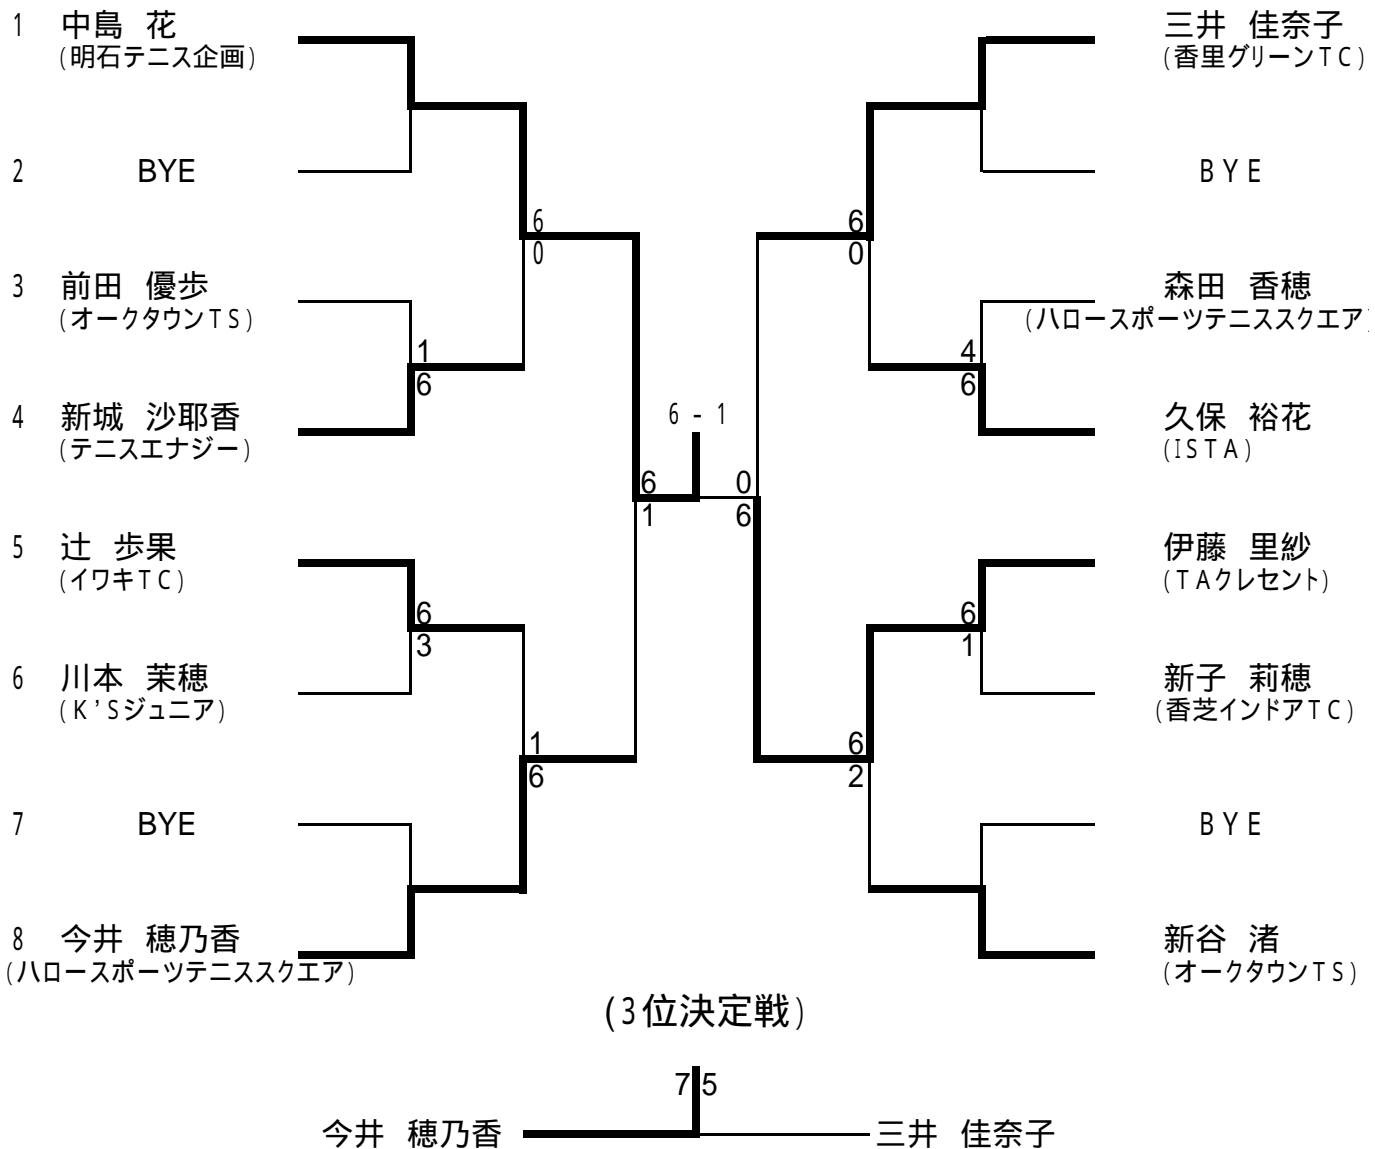 1 中島 花
(明石テニス企画)
2 BYE
3 前田 優歩
(オークタウンTS)
4 新城 沙耶香
(テニスエナジー)
5 辻 歩果
(イワキTC)
6 川本 茉穂
(K'Sジュニア)
7 BYE
8 今井 穂乃香
(ハロースポーツテニススクエア)
6
0
1
6
6
3
1
6
6 - 1
6
1
0
6
6
0
4
6
6
1
6
2
三井 佳奈子
(香里グリーンTC)
BYE
森田 香穂
(ハロースポーツテニススクエア)
久保 裕花
(ISTA)
伊藤 里紗
(TAクレセント)
新子 莉穂
(香芝インドアTC)
BYE
新谷 渚
(オークタウンTS)
(3位決定戦)
7 5
今井 穂乃香 三井 佳奈子